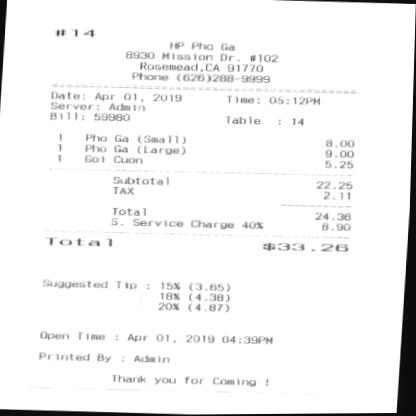 #14
HP Pho Ga
8930 Mission Dr. #102
Rosemead,CA 91770
Phone (626)288-9999
Date: Apr 01, 2019 Time: 05:12PM
Server: Admin
Bill: 59980 Table : 14
1 Pho Ga (Small) 8.00
1 Pho Ga (Large) 9.00
1 Goi Cuon 5.25
Subtotal 22.25
TAX 2.11
Total 24.36
S. Service Charge 40% 8.90
Total $33.26
Suggested Tip : 15% (3.65)
18% (4.38)
20% (4.87)
Open Time : Apr 01, 2019 04:39PM
Printed By : Admin
Thank you for Coming !